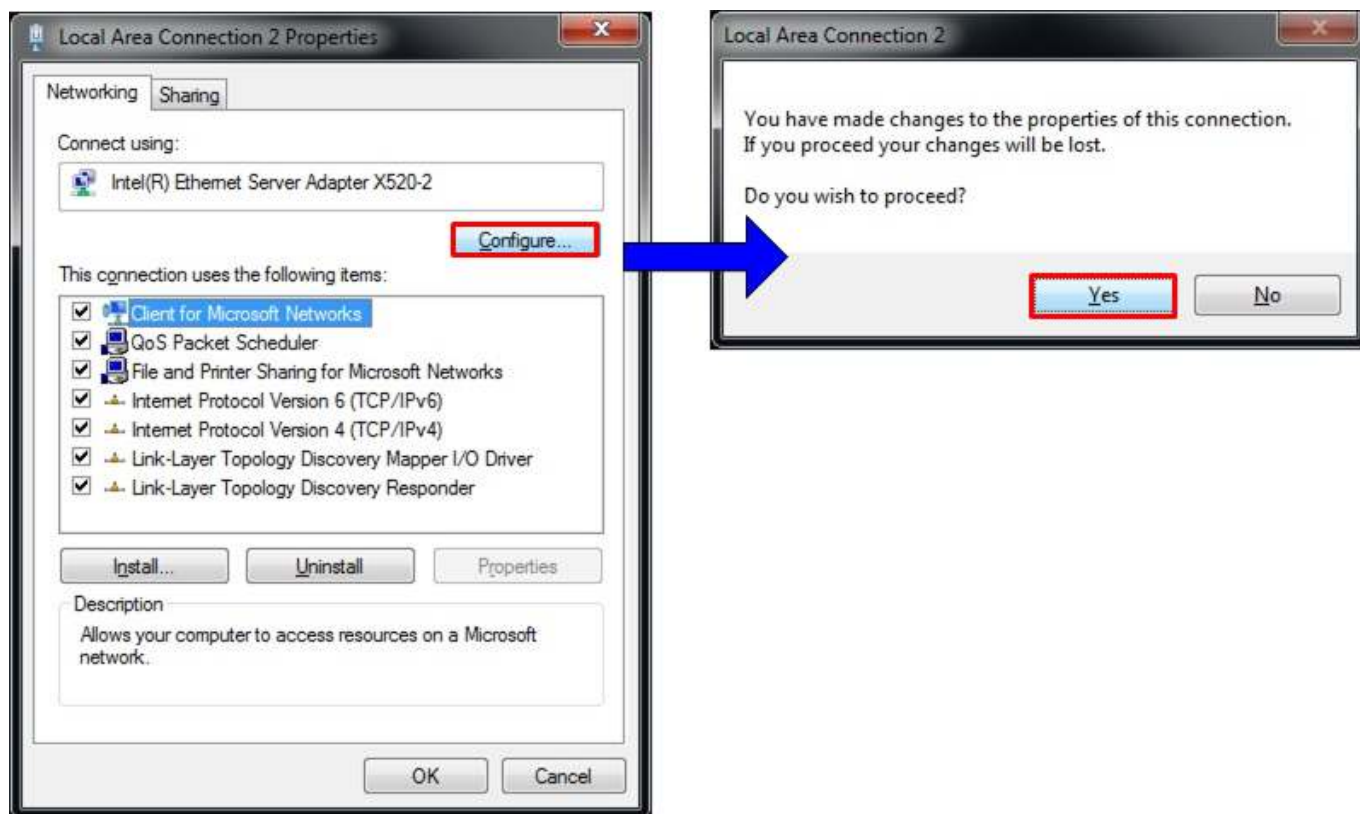 Local Area Connection 2 Properties
Networking
Sharing
Connect using:
Intel(R) Ethernet Server Adapter X520-2
Configure...
This connection uses the following items:
Client for Microsoft Networks
QoS Packet Scheduler
File and Printer Sharing for Microsoft Networks
Internet Protocol Version 6 (TCP/IPv6)
Internet Protocol Version 4 (TCP/IPv4)
Link-Layer Topology Discovery Mapper I/O Driver
Link-Layer Topology Discovery Responder
Install...
Uninstall
Properties
Description
Allows your computer to access resources on a Microsoft
network.
OK
Cancel
Local Area Connection 2
You have made changes to the properties of this connection.
If you proceed your changes will be lost.
Do you wish to proceed?
Yes
No